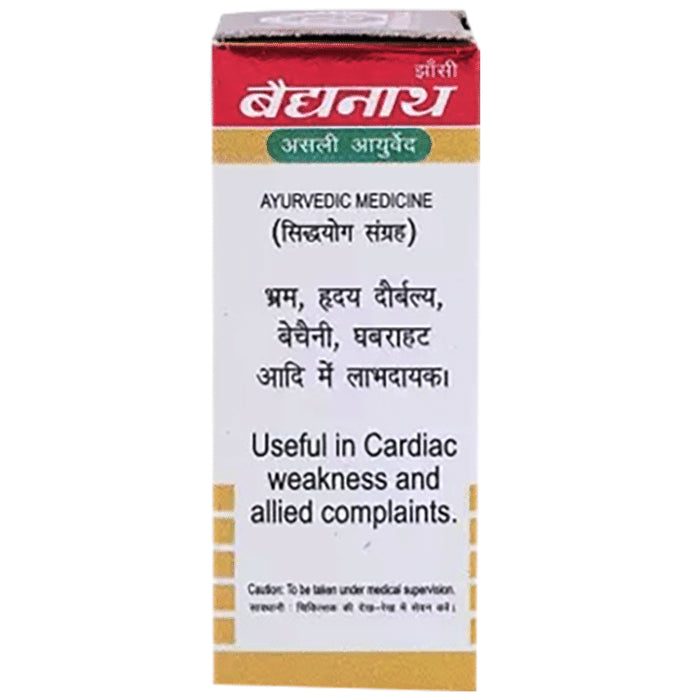 झाँसी
बैद्यनाथ
असली आयुर्वेद
AYURVEDIC MEDICINE
(सिद्धयोग संग्रह)
भ्रम, हृदय दौर्बल्य,
बेचैनी, घबराहट
आदि में लाभदायक।
Useful in Cardiac
weakness and
allied complaints.
Caution: To be taken under medical supervision.
सावधानी : चिकित्सक की देख-रेख में सेवन करें।